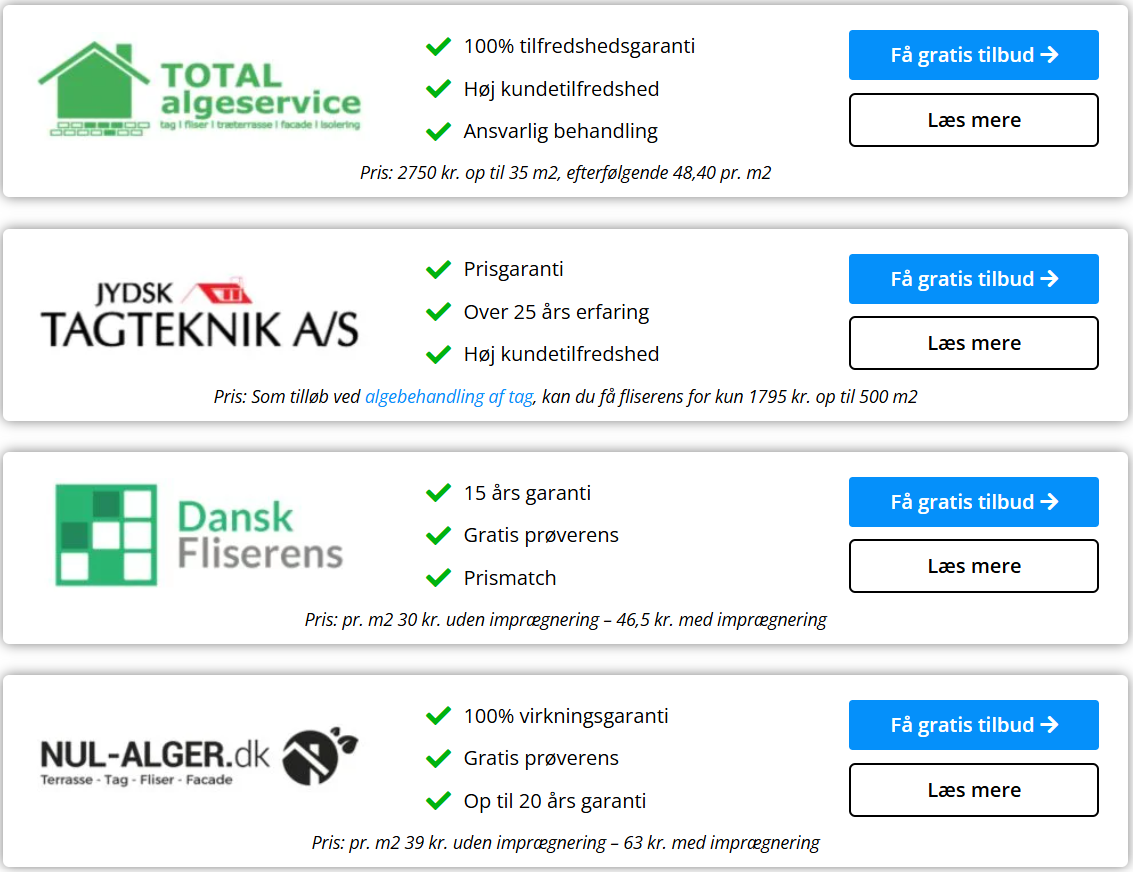 TOTAL
algeservice
tag | fliser | træterrasse | facade | isolering
100% tilfredshedsgaranti
Høj kundetilfredshed
Ansvarlig behandling
Få gratis tilbud →
Læs mere
Pris: 2750 kr. op til 35 m2, efterfølgende 48,40 pr. m2
JYDSK
TAGTEKNIK A/S
Prisgaranti
Over 25 års erfaring
Høj kundetilfredshed
Få gratis tilbud →
Læs mere
Pris: Som tilløb ved algebehandling af tag, kan du få fliserens for kun 1795 kr. op til 500 m2
Dansk
Fliserens
15 års garanti
Gratis prøverens
Prismatch
Få gratis tilbud →
Læs mere
Pris: pr. m2 30 kr. uden imprægnering – 46,5 kr. med imprægnering
NUL-ALGER.dk
Terrasse - Tag - Fliser - Facade
100% virkningsgaranti
Gratis prøverens
Op til 20 års garanti
Få gratis tilbud →
Læs mere
Pris: pr. m2 39 kr. uden imprægnering – 63 kr. med imprægnering